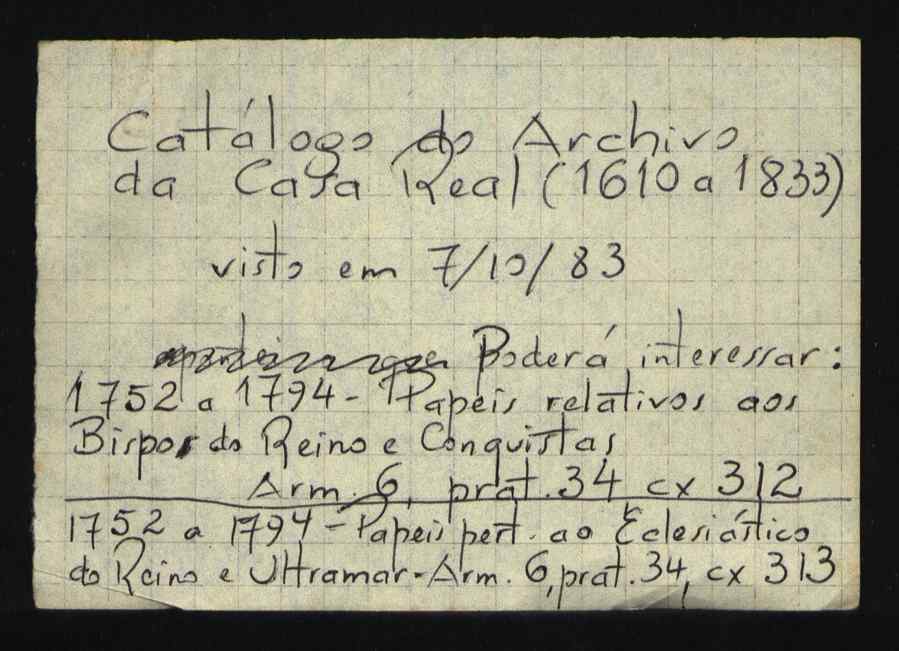 Catálogo do Archivo
da Casa Real (1610 a 1833)
visto em 7/10/83
Poderá interessar:
1752 a 1794 - Papeis relativos aos
Bispos do Reino e Conquistas
Arm. 6, prat. 34 cx 312
1752 a 1794 - Papeis pert. ao Eclesiástico
do Reino e Ultramar - Arm. 6, prat. 34, cx 313